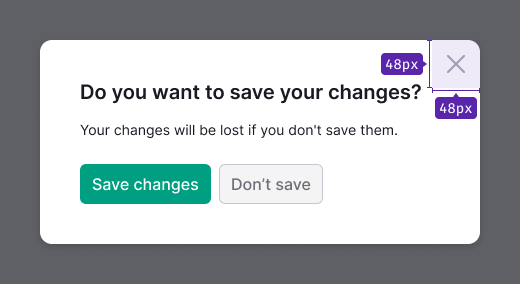 48px
Do you want to save your changes?
48px
Your changes will be lost if you don't save them.
Save changes
Don’t save